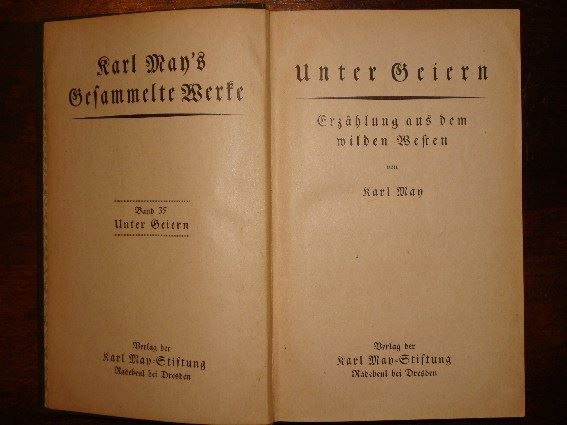 Karl May's
Gesammelte Werke
Band 35
Unter Geiern
Verlag der
Karl May-Stiftung
Radebeul bei Dresden
Unter Geiern
Erzählung aus dem
wilden Westen
von
Karl May
Verlag der
Karl May-Stiftung
Radebeul bei Dresden